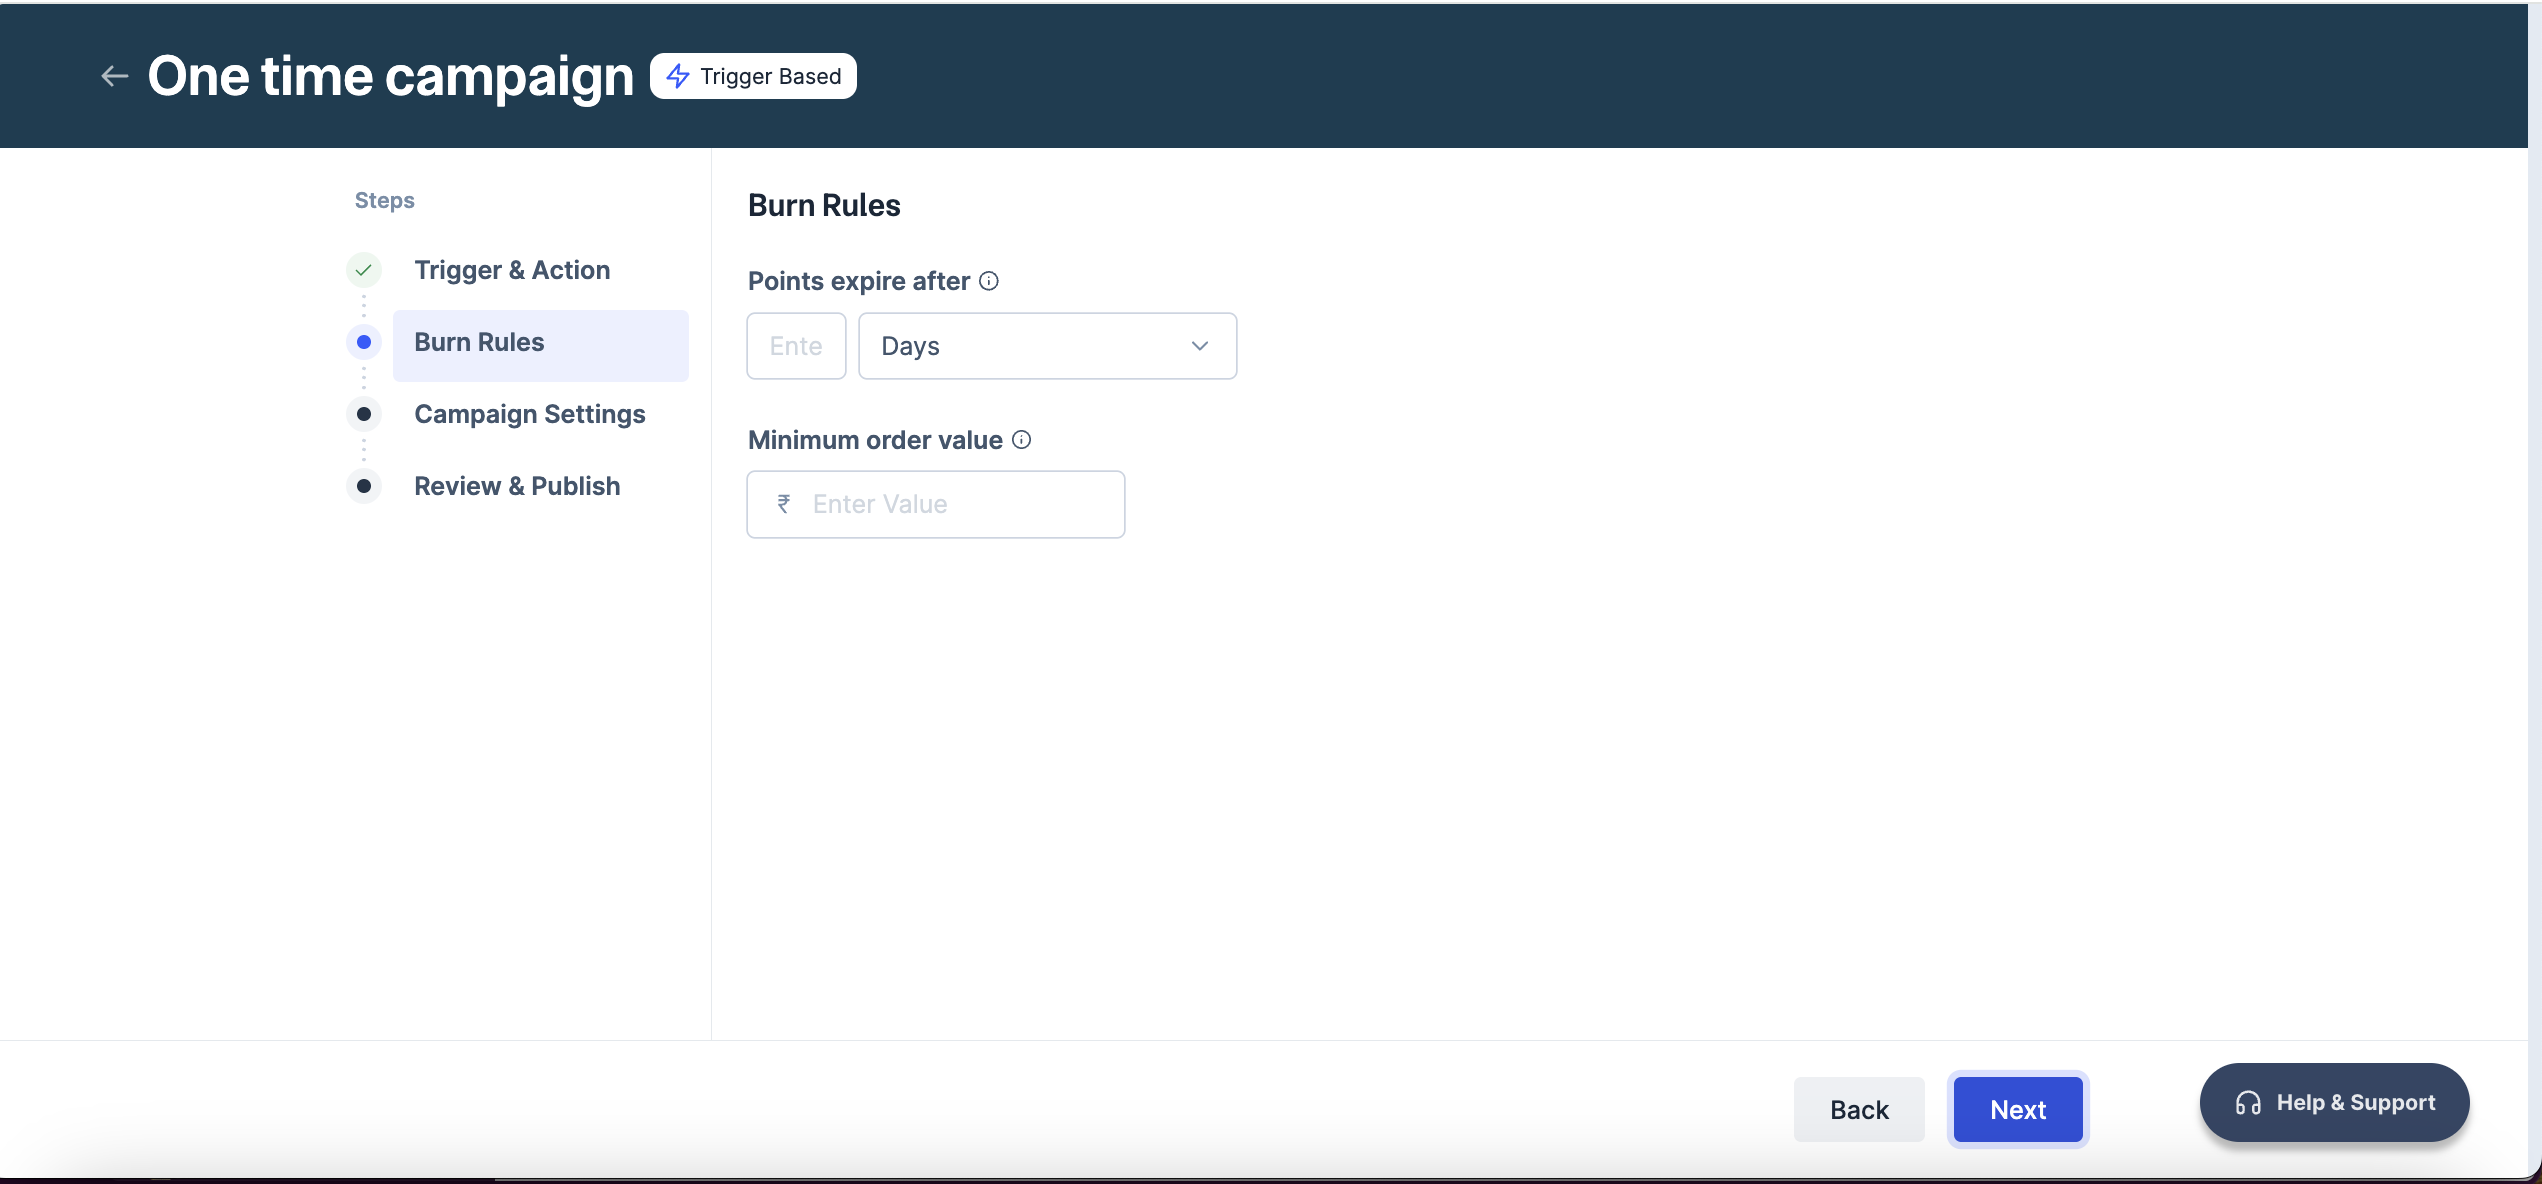 One time campaign
Trigger Based
Steps
Trigger & Action
Burn Rules
Campaign Settings
Review & Publish
Burn Rules
Points expire after
Ente
Days
Minimum order value
₹ Enter Value
Back
Next
Help & Support